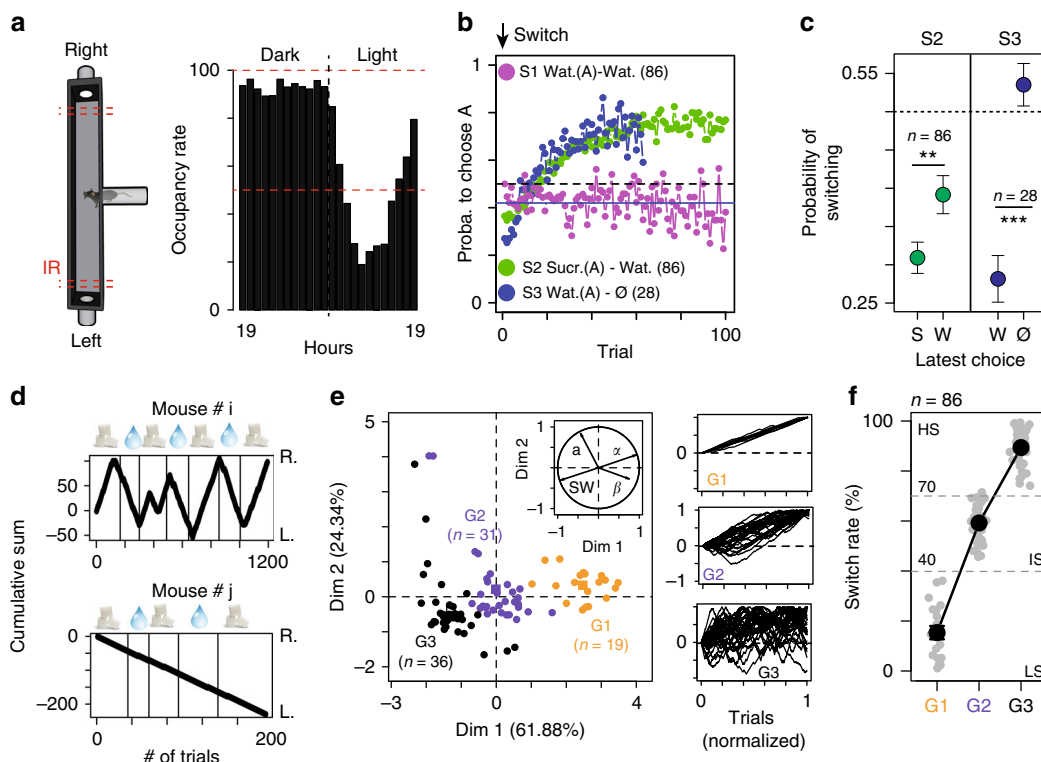 a
Right
IR
Left
Occupancy rate
100
0
Dark
Light
19
19
Hours
b
Switch
Proba. to choose A
1
0
S1 Wat.(A)-Wat. (86)
S2 Sucr.(A) - Wat. (86)
S3 Wat.(A) - Ø (28)
0
100
Trial
c
S2
S3
Probability of
switching
0.55
0.25
n = 86
**
n = 28
***
S
W
W
Ø
Latest choice
d
Mouse # i
Cumulative sum
50
0
−50
R.
L.
0
1200
Mouse # j
0
−200
R.
L.
0
200
# of trials
e
Dim 2 (24.34%)
5
2
0
−2
G2
(n = 31)
G1
(n = 19)
G3
(n = 36)
Dim 2
1
0
−1
a
α
SW
β
−1
0
1
Dim 1
−3
0
4
Dim 1 (61.88%)
1
0
G1
1
0
−1
G2
0
G3
0
1
Trials
(normalized)
f
n = 86
Switch rate (%)
100
0
HS
70
40
IS
LS
G1
G2
G3